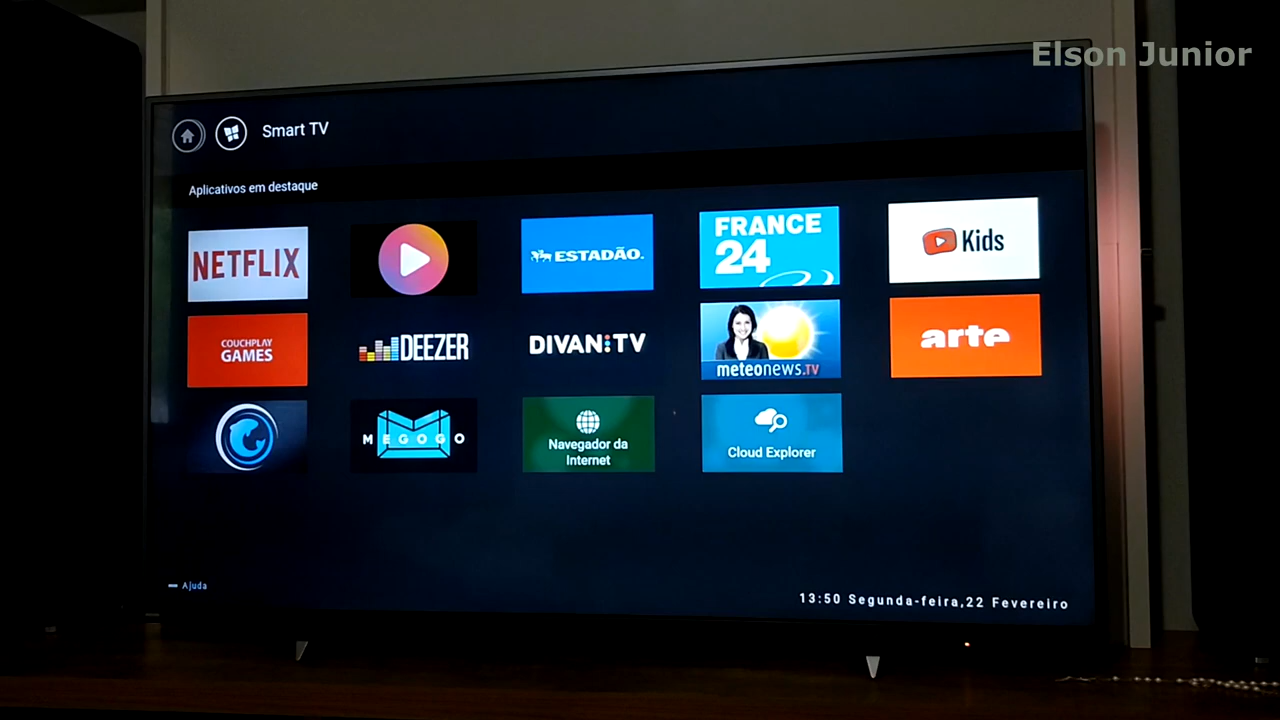 Elson Junior
Smart TV
Aplicativos em destaque
NETFLIX
ESTADÃO.
FRANCE
24
Kids
COUCHPLAY
GAMES
DEEZER
DIVAN:TV
meteonews.TV
arte
MEGOGO
Navegador da
Internet
Cloud Explorer
Ajuda
13:50 Segunda-feira,22 Fevereiro